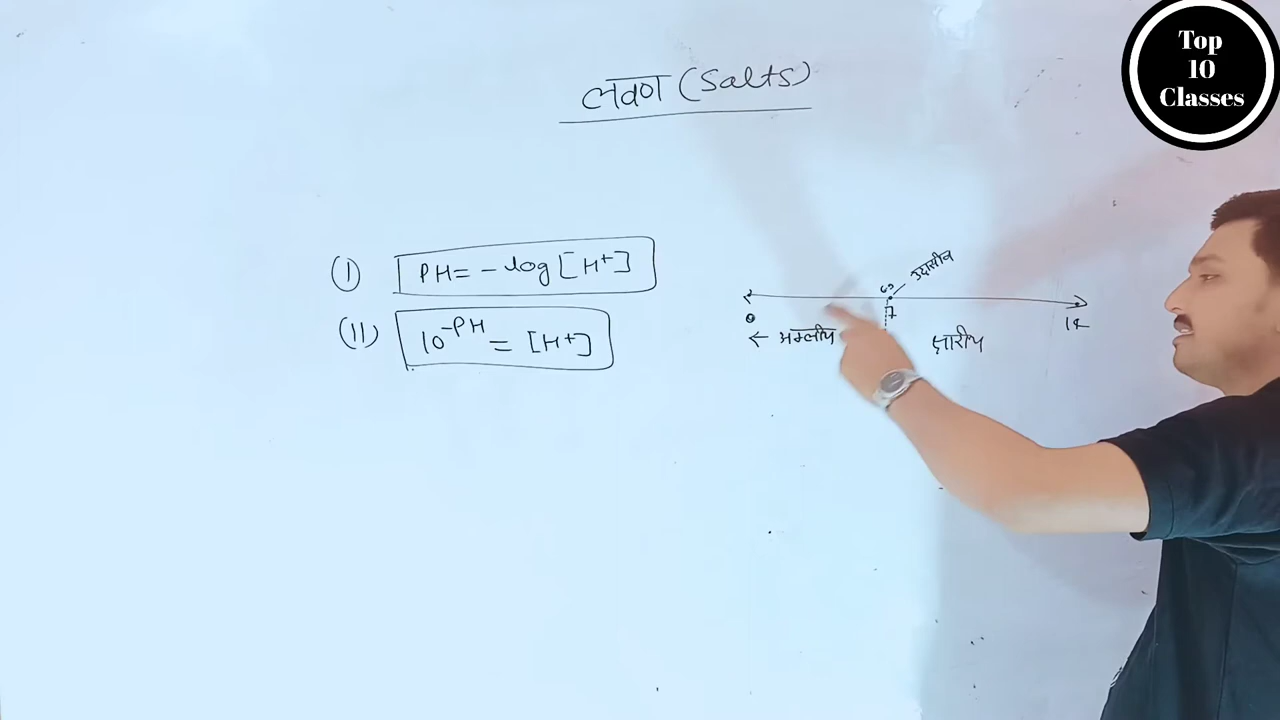 Top
10
Classes
लवण (Salts)
(I) PH = - log [H+]
(II) 10^-PH = [H+]
उदासीन
0 7 14
← अम्लीय क्षारीय